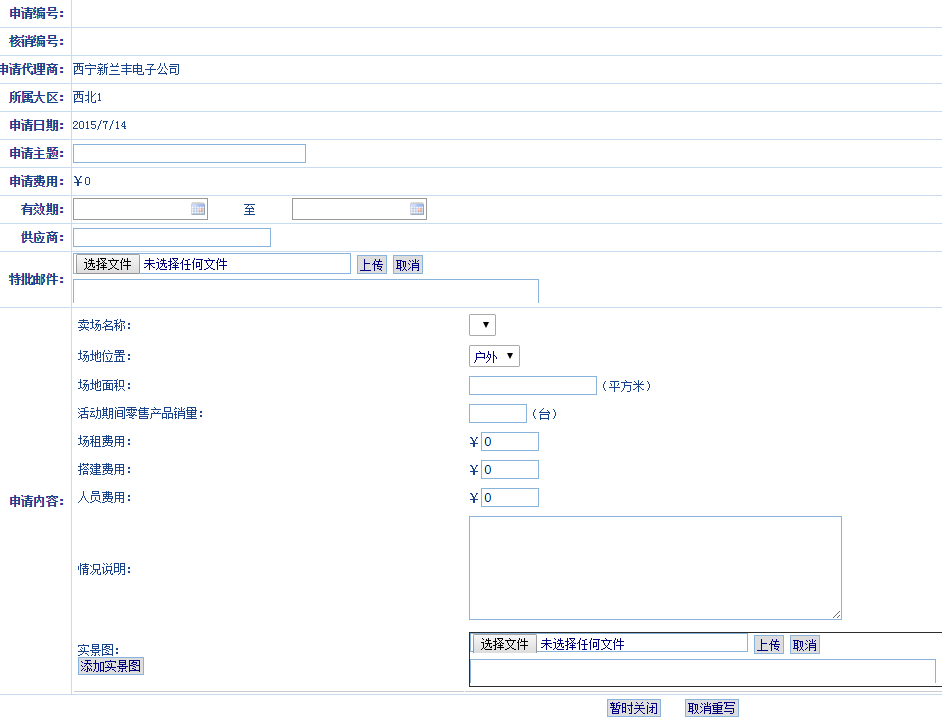 申请编号：
核销编号：
申请代理商： 西宁新兰丰电子公司
所属大区： 西北1
申请日期： 2015/7/14
申请主题：
申请费用： ￥0
有效期： 至
供应商：
特批邮件： 选择文件 未选择任何文件 上传 取消
卖场名称：
场地位置： 户外
场地面积： （平方米）
活动期间零售产品销量： （台）
场租费用： ￥ 0
搭建费用： ￥ 0
申请内容： 人员费用： ￥ 0
情况说明：
实景图： 选择文件 未选择任何文件 上传 取消
添加实景图
暂时关闭 取消重写